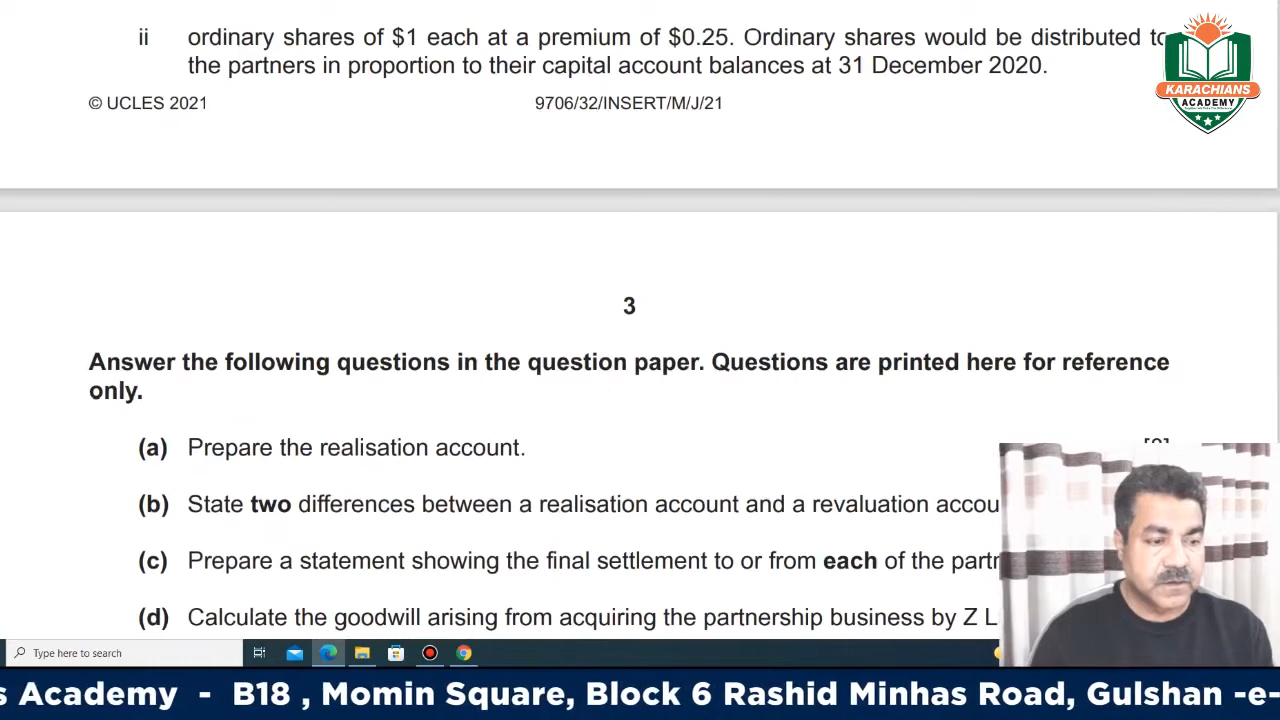 ii ordinary shares of $1 each at a premium of $0.25. Ordinary shares would be distributed to
the partners in proportion to their capital account balances at 31 December 2020.
© UCLES 2021 9706/32/INSERT/M/J/21
KARACHIANS
ACADEMY
3
Answer the following questions in the question paper. Questions are printed here for reference
only.
(a) Prepare the realisation account.
(b) State two differences between a realisation account and a revaluation accou
(c) Prepare a statement showing the final settlement to or from each of the partn
(d) Calculate the goodwill arising from acquiring the partnership business by Z L
Type here to search
s Academy - B18 , Momin Square, Block 6 Rashid Minhas Road, Gulshan -e-